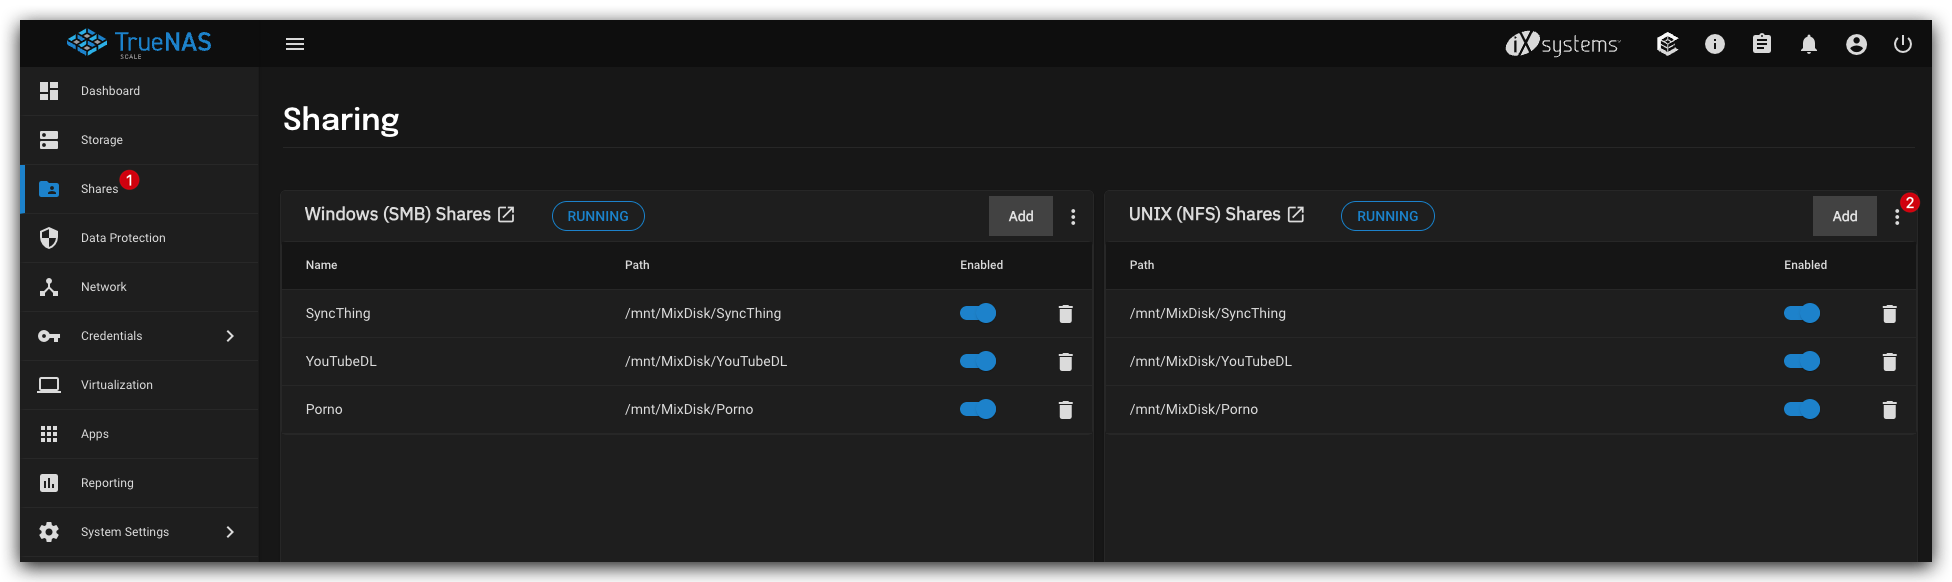 TrueNAS
SCALE
iXsystems
Dashboard
Storage
Shares 1
Data Protection
Network
Credentials
Virtualization
Apps
Reporting
System Settings
Sharing
Windows (SMB) Shares RUNNING Add
Name Path Enabled
SyncThing /mnt/MixDisk/SyncThing
YouTubeDL /mnt/MixDisk/YouTubeDL
Porno /mnt/MixDisk/Porno
UNIX (NFS) Shares RUNNING Add 2
Path Enabled
/mnt/MixDisk/SyncThing
/mnt/MixDisk/YouTubeDL
/mnt/MixDisk/Porno